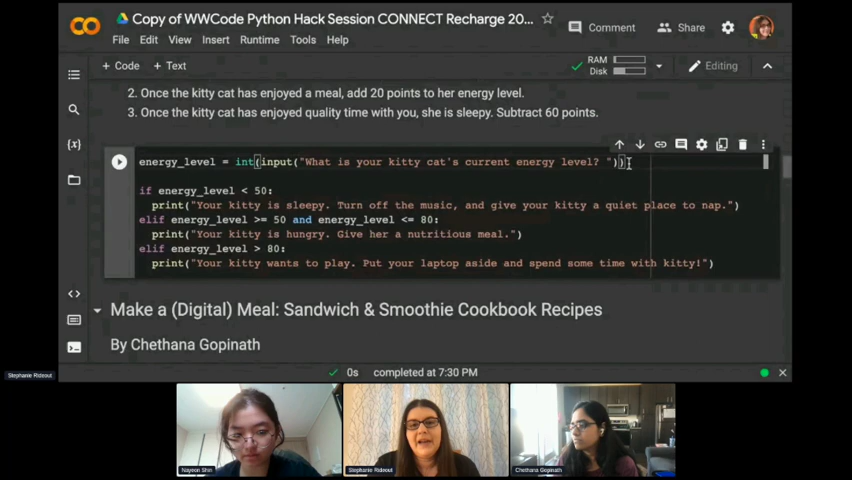 Copy of WWCode Python Hack Session CONNECT Recharge 20...
Comment
Share
File Edit View Insert Runtime Tools Help
+ Code + Text
RAM
Disk
Editing
2. Once the kitty cat has enjoyed a meal, add 20 points to her energy level.
3. Once the kitty cat has enjoyed quality time with you, she is sleepy. Subtract 60 points.
energy_level = int(input("What is your kitty cat's current energy level? "))
if energy_level < 50:
print("Your kitty is sleepy. Turn off the music, and give your kitty a quiet place to nap.")
elif energy_level >= 50 and energy_level <= 80:
print("Your kitty is hungry. Give her a nutritious meal.")
elif energy_level > 80:
print("Your kitty wants to play. Put your laptop aside and spend some time with kitty!")
Make a (Digital) Meal: Sandwich & Smoothie Cookbook Recipes
By Chethana Gopinath
0s completed at 7:30 PM
Stephanie Rideout
Nayeon Shin
Stephanie Rideout
Chethana Gopinath